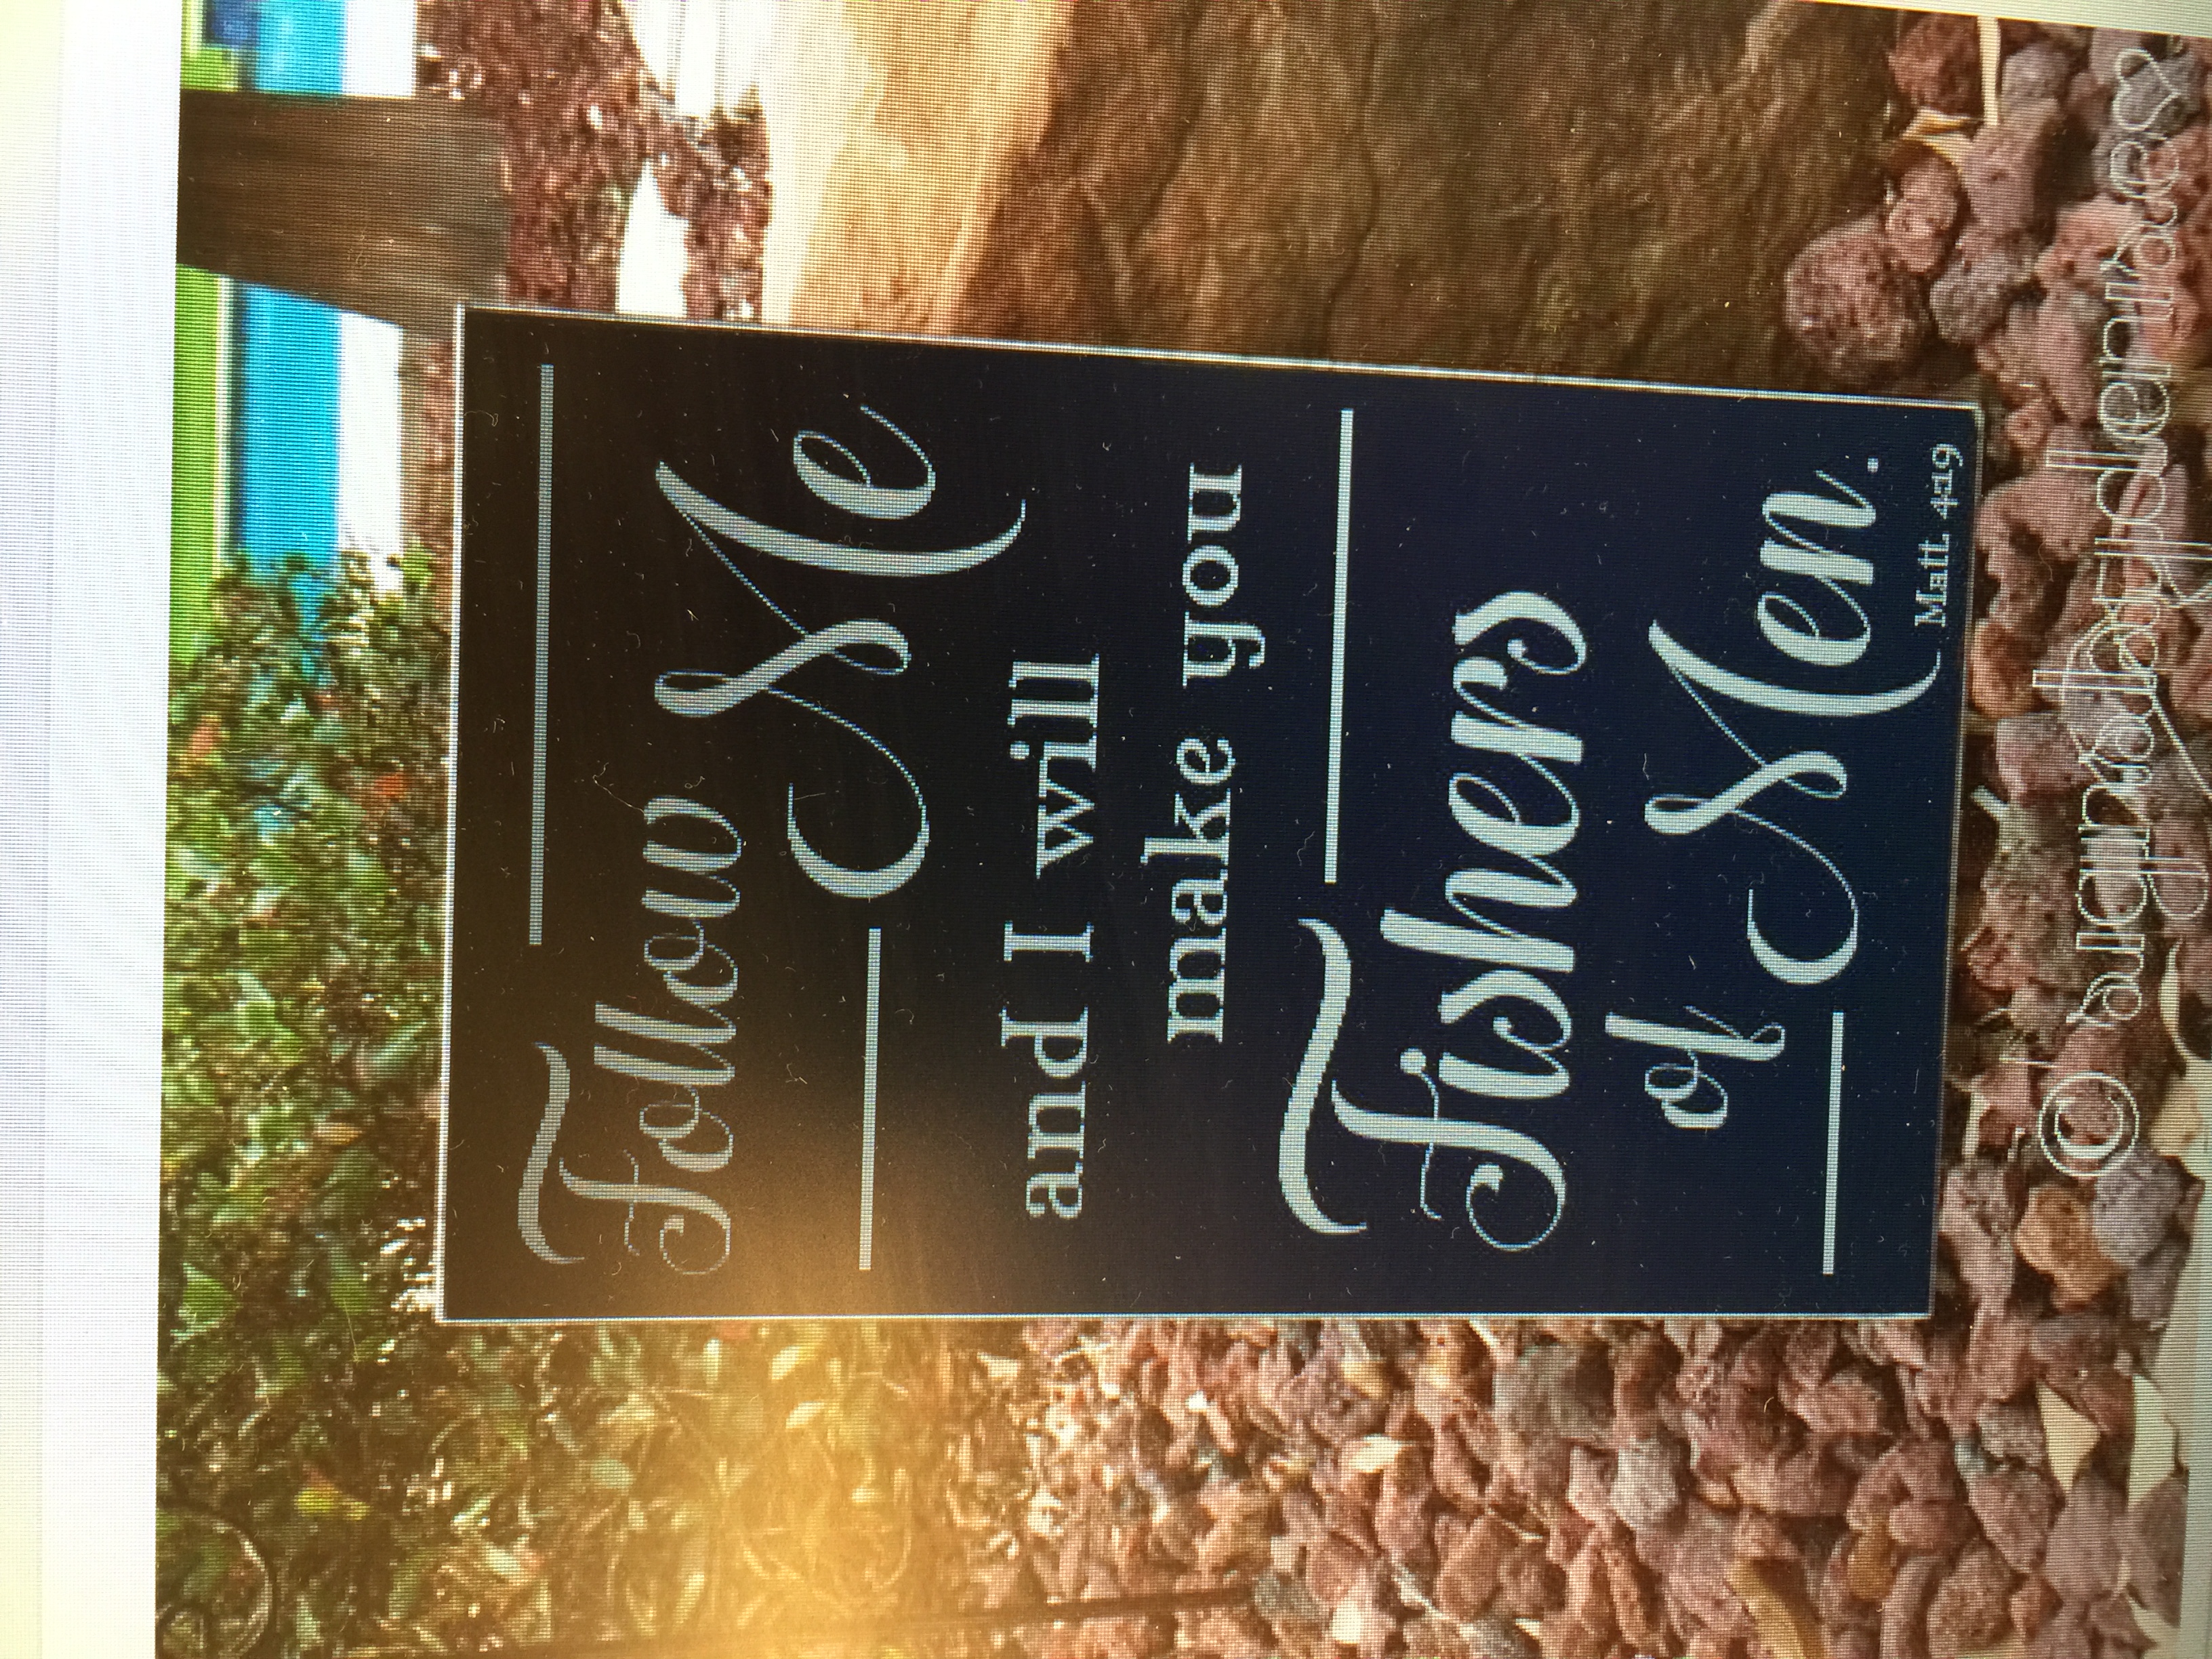 Follow
Me
and I will
make you
Fishers
of Men.
Matt. 4:19
© signsbydenise♡